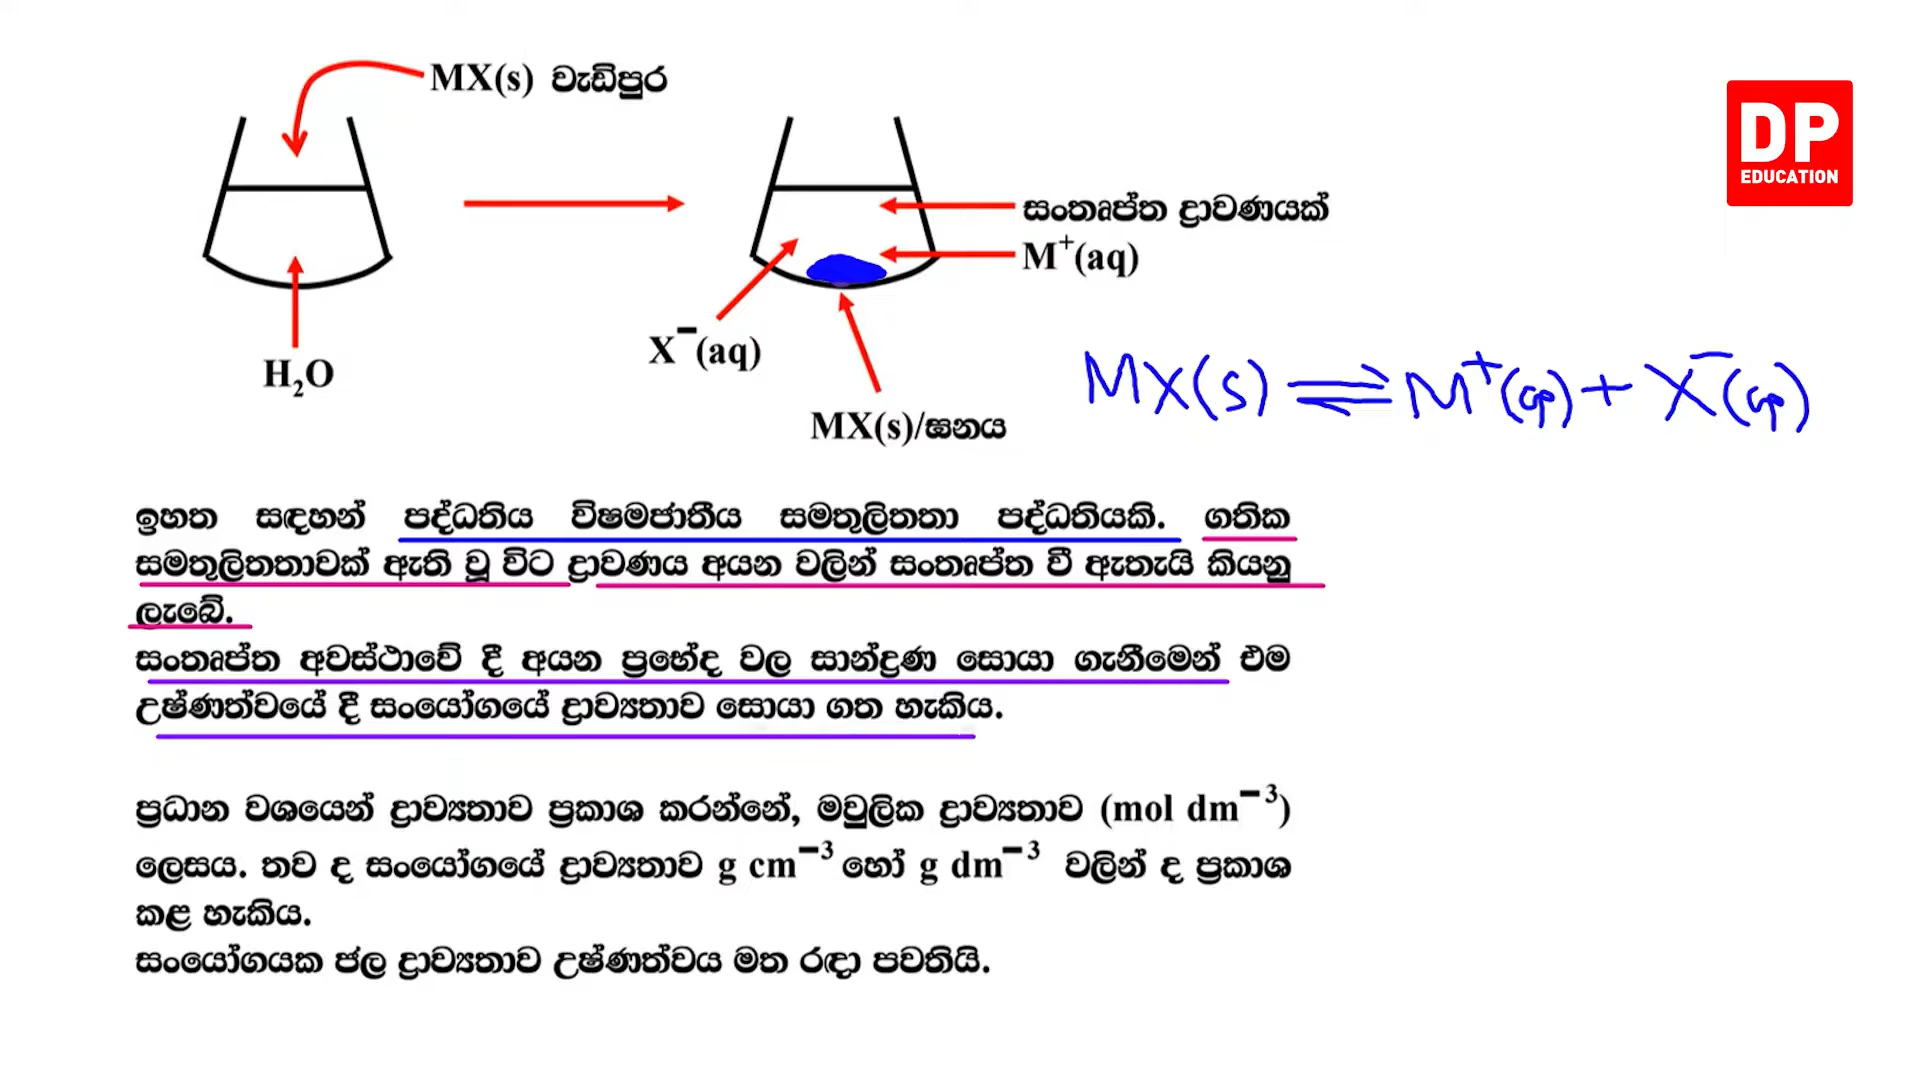 MX(s) වැඩිපුර
DP
EDUCATION
සංතෘප්ත ද්‍රාවණයක්
M⁺(aq)
X⁻(aq)
H₂O
MX(s) ⇌ M⁺(aq) + X⁻(aq)
MX(s)/ඝනය
ඉහත සඳහන් පද්ධතිය විෂමජාතීය සමතුලිතතා පද්ධතියකි. ගතික
සමතුලිතතාවක් ඇති වූ විට ද්‍රාවණය අයන වලින් සංතෘප්ත වී ඇතැයි කියනු
ලැබේ.
සංතෘප්ත අවස්ථාවේ දී අයන ප්‍රභේද වල සාන්ද්‍රණ සොයා ගැනීමෙන් එම
උෂ්ණත්වයේ දී සංයෝගයේ ද්‍රාව්‍යතාව සොයා ගත හැකිය.
ප්‍රධාන වශයෙන් ද්‍රාව්‍යතාව ප්‍රකාශ කරන්නේ, මවුලික ද්‍රාව්‍යතාව (mol dm⁻³)
ලෙසය. තව ද සංයෝගයේ ද්‍රාව්‍යතාව g cm⁻³ හෝ g dm⁻³ වලින් ද ප්‍රකාශ
කළ හැකිය.
සංයෝගයක ජල ද්‍රාව්‍යතාව උෂ්ණත්වය මත රඳා පවතියි.